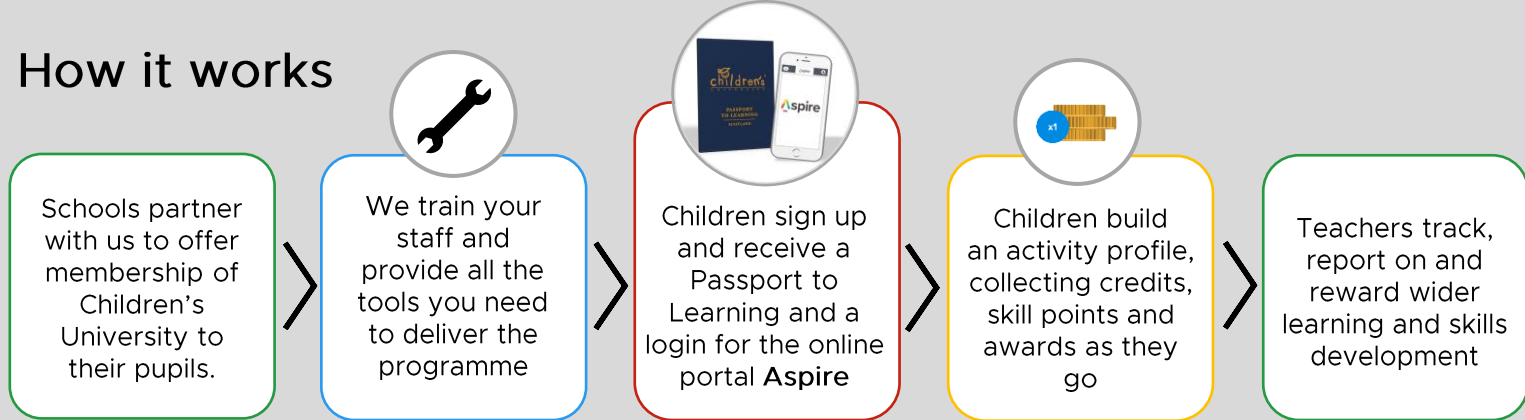 How it works
Schools partner
with us to offer
membership of
Children’s
University to
their pupils.
We train your
staff and
provide all the
tools you need
to deliver the
programme
children's
PASSPORT
TO LEARNING
Aspire
Children sign up
and receive a
Passport to
Learning and a
login for the online
portal Aspire
x1
Children build
an activity profile,
collecting credits,
skill points and
awards as they
go
Teachers track,
report on and
reward wider
learning and skills
development